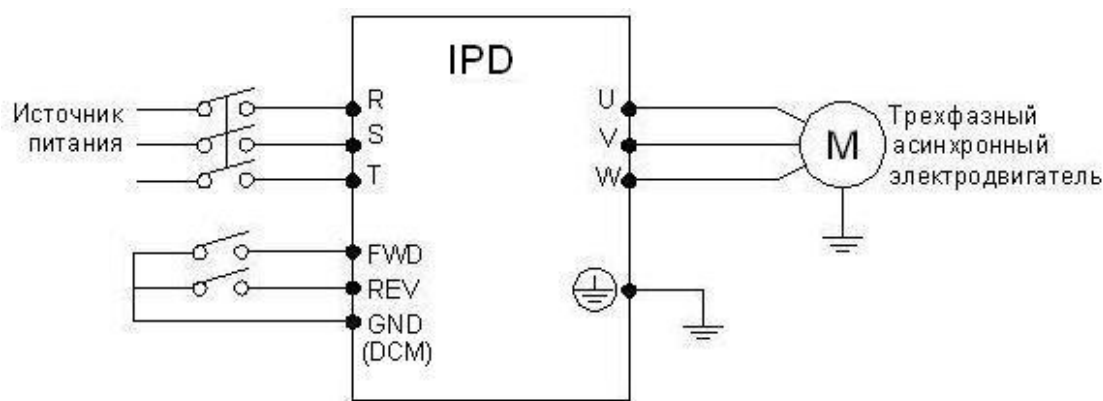 IPD
Источник
питания
R
S
T
FWD
REV
GND
(DCM)
U
V
W
M
Трехфазный
асинхронный
электродвигатель